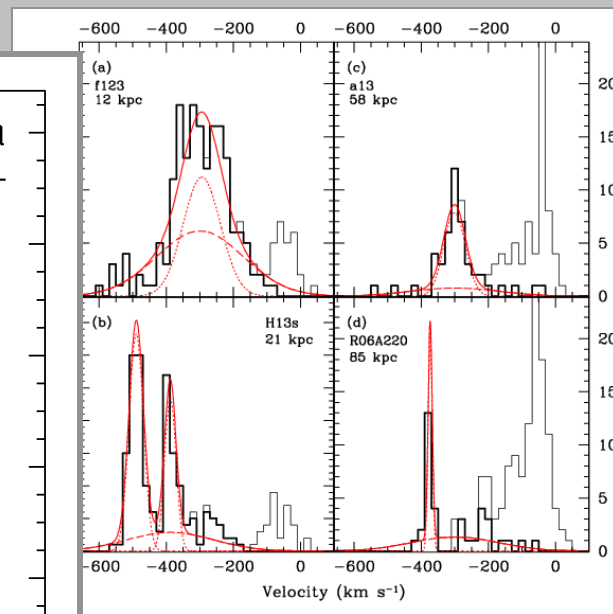 −600 −400 −200 0 −600 −400 −200 0
(a)
f123
12 kpc
(c)
a13
58 kpc
20
15
10
5
0
(b)
H13s
21 kpc
(d)
R06A220
85 kpc
20
15
10
5
0
−600 −400 −200 0 −600 −400 −200 0
Velocity (km s⁻¹)